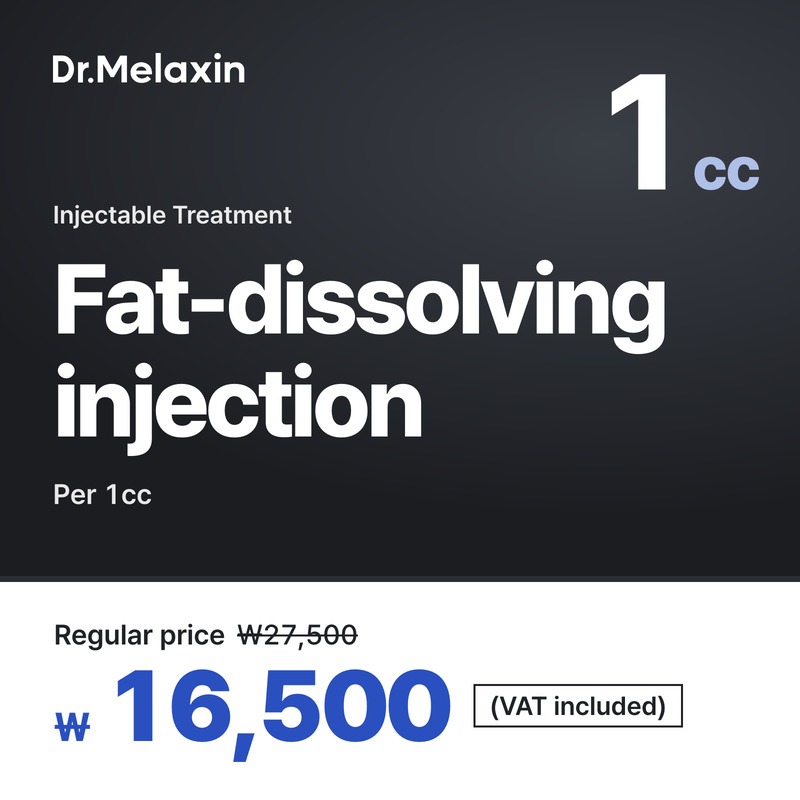 Dr.Melaxin
1 cc
Injectable Treatment
Fat-dissolving
injection
Per 1cc
Regular price ₩27,500
₩ 16,500 (VAT included)